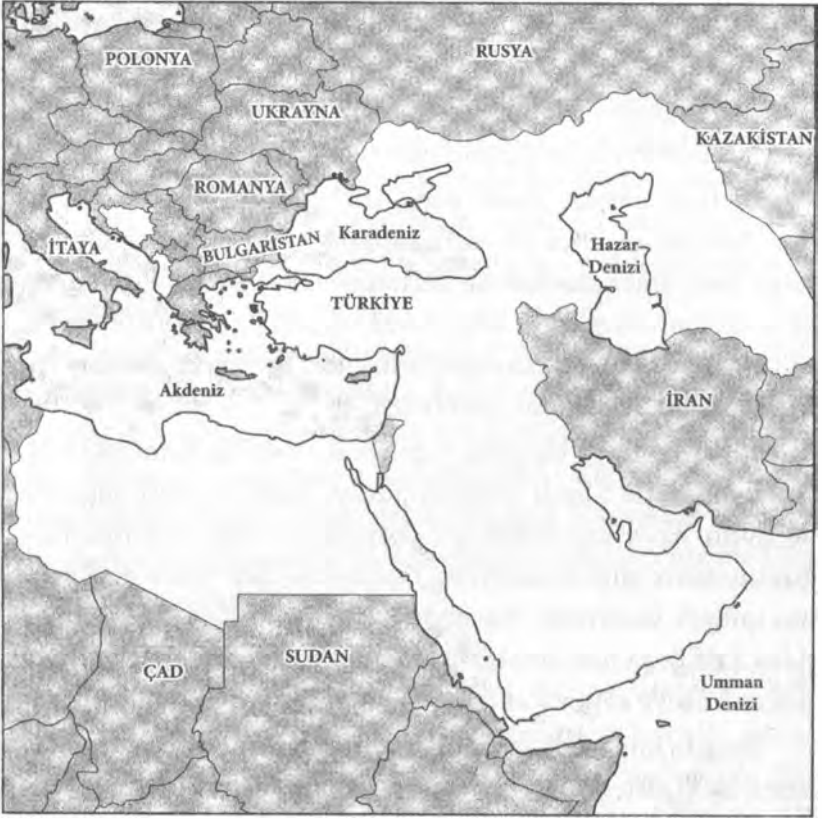 POLONYA
RUSYA
UKRAYNA
KAZAKİSTAN
ROMANYA
İTAYA
BULGARİSTAN
Karadeniz
Hazar
Denizi
TÜRKİYE
Akdeniz
İRAN
ÇAD
SUDAN
Umman
Denizi